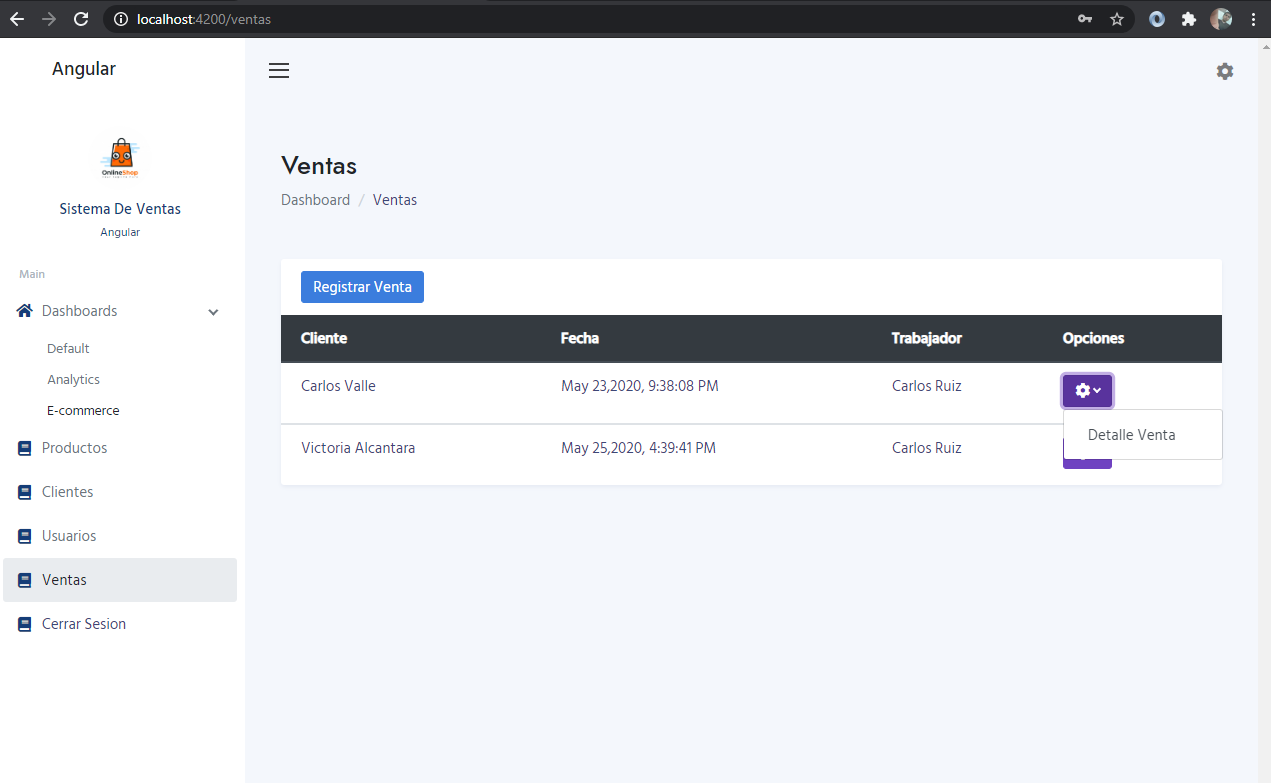 localhost:4200/ventas
Angular
OnlineShop
Sistema De Ventas
Angular
Main
Dashboards
Default
Analytics
E-commerce
Productos
Clientes
Usuarios
Ventas
Cerrar Sesion
Ventas
Dashboard / Ventas
Registrar Venta
Cliente Fecha Trabajador Opciones
Carlos Valle May 23,2020, 9:38:08 PM Carlos Ruiz
Detalle Venta
Victoria Alcantara May 25,2020, 4:39:41 PM Carlos Ruiz